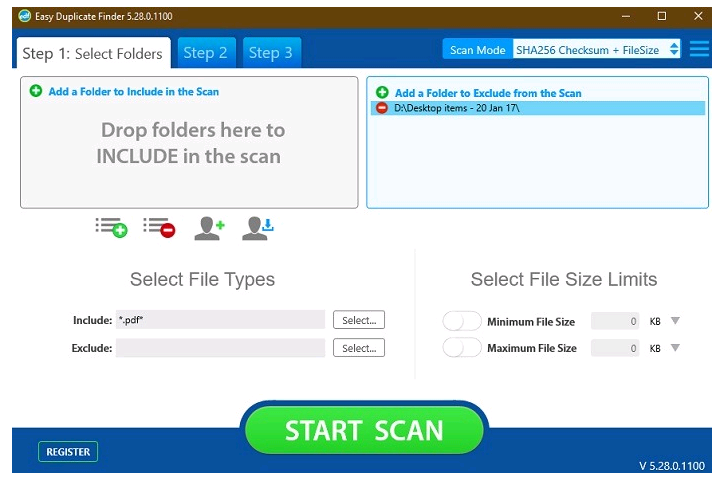 Easy Duplicate Finder 5.28.0.1100
Step 1: Select Folders
Step 2
Step 3
Scan Mode
SHA256 Checksum + FileSize
Add a Folder to Include in the Scan
Drop folders here to
INCLUDE in the scan
Add a Folder to Exclude from the Scan
D:\Desktop items - 20 Jan 17\
Select File Types
Include:
*.pdf*
Select...
Exclude:
Select...
Select File Size Limits
Minimum File Size
0
KB
Maximum File Size
0
KB
START SCAN
REGISTER
V 5.28.0.1100